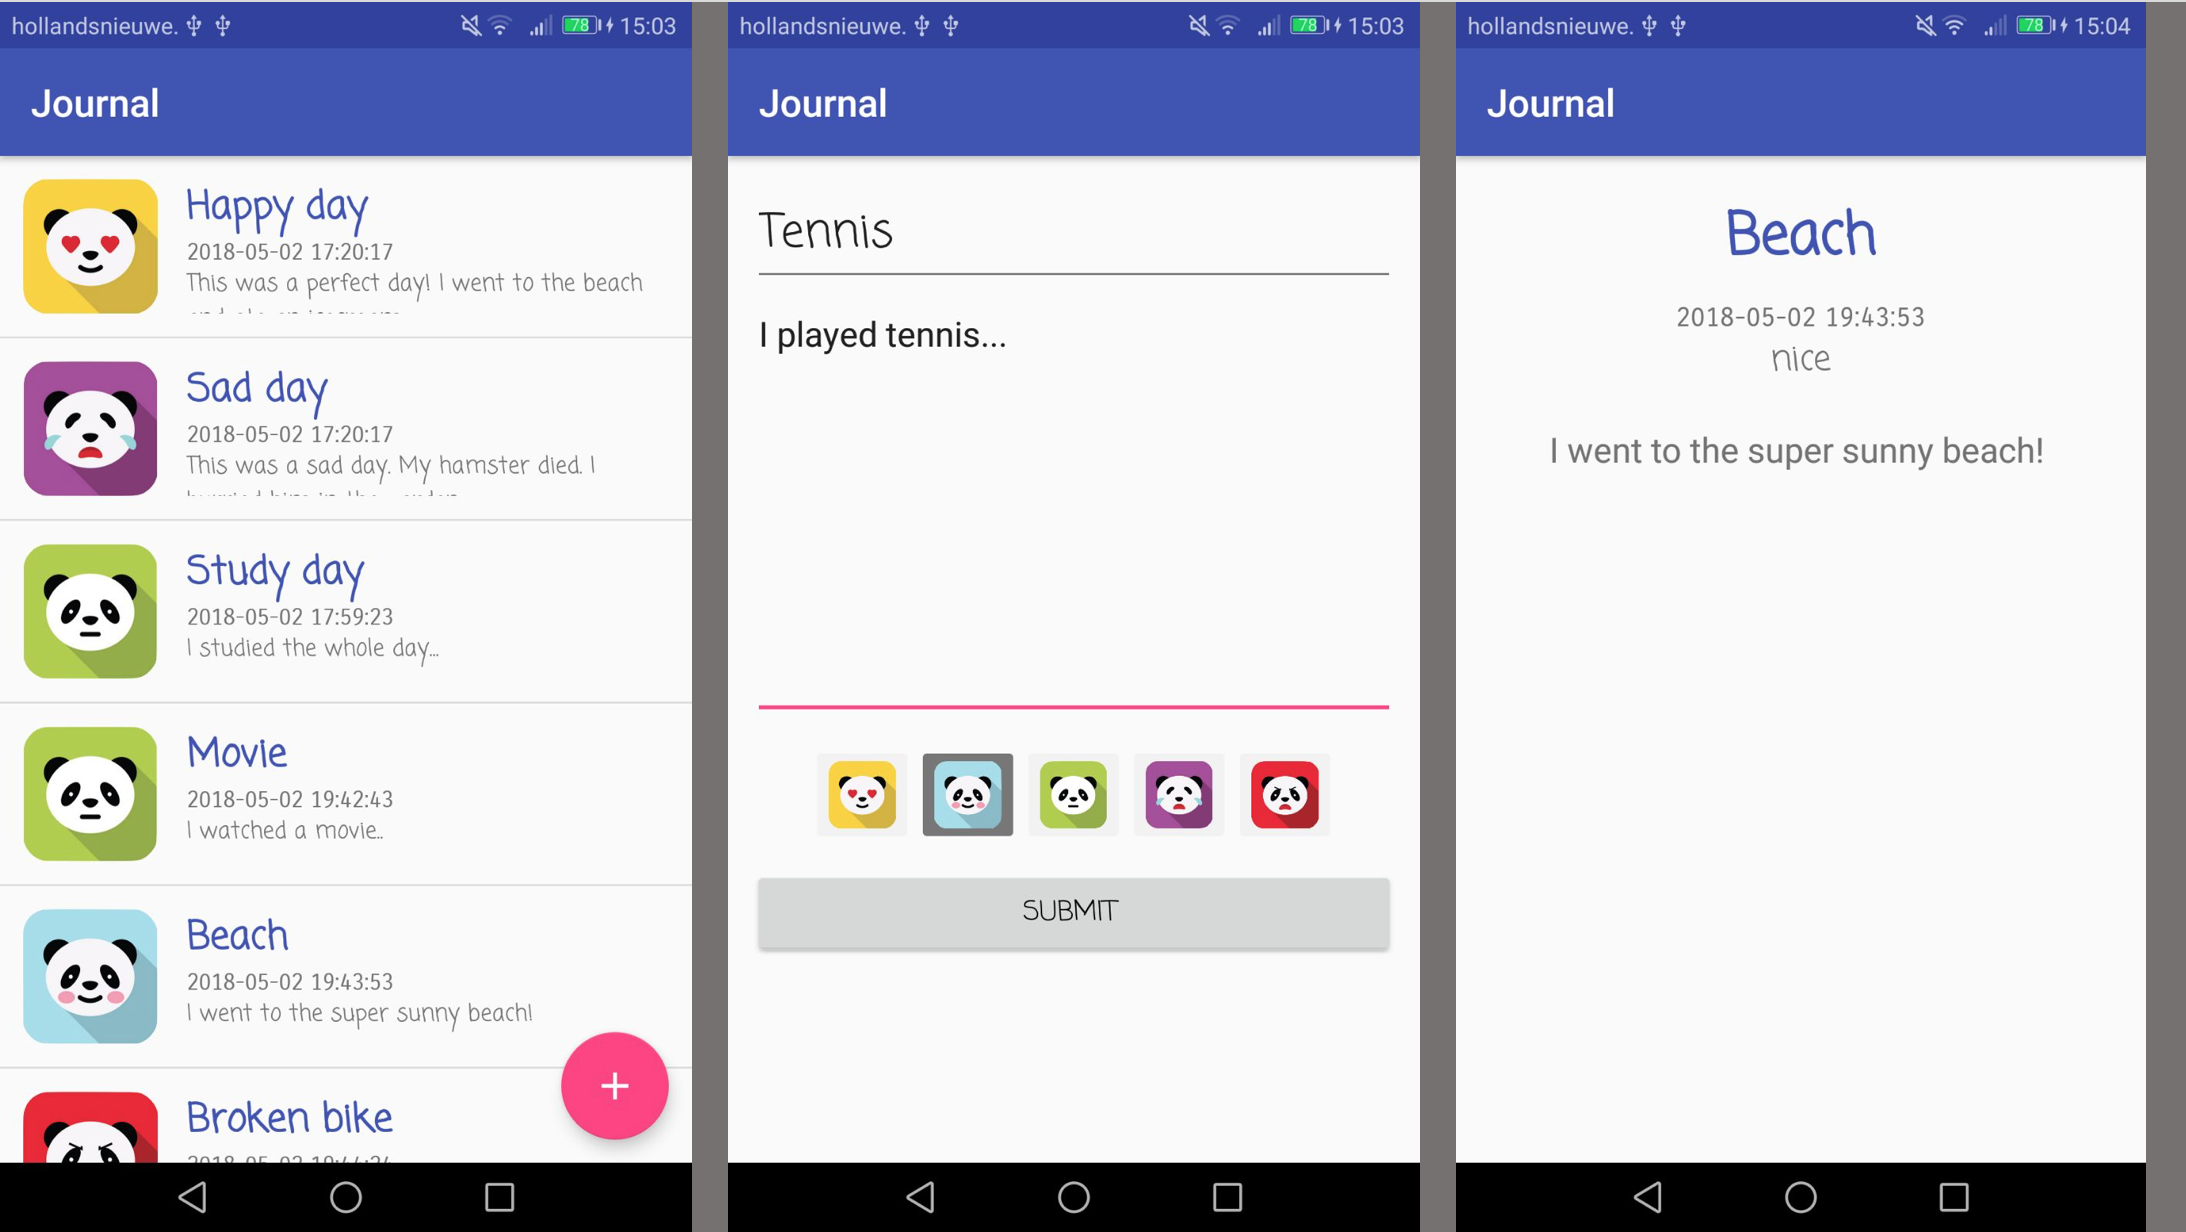 hollandsnieuwe. 78 15:03
Journal
Happy day
2018-05-02 17:20:17
This was a perfect day! I went to the beach
Sad day
2018-05-02 17:20:17
This was a sad day. My hamster died. I
Study day
2018-05-02 17:59:23
I studied the whole day...
Movie
2018-05-02 19:42:43
I watched a movie..
Beach
2018-05-02 19:43:53
I went to the super sunny beach!
Broken bike
hollandsnieuwe. 78 15:03
Journal
Tennis
I played tennis...
SUBMIT
hollandsnieuwe. 78 15:04
Journal
Beach
2018-05-02 19:43:53
nice
I went to the super sunny beach!